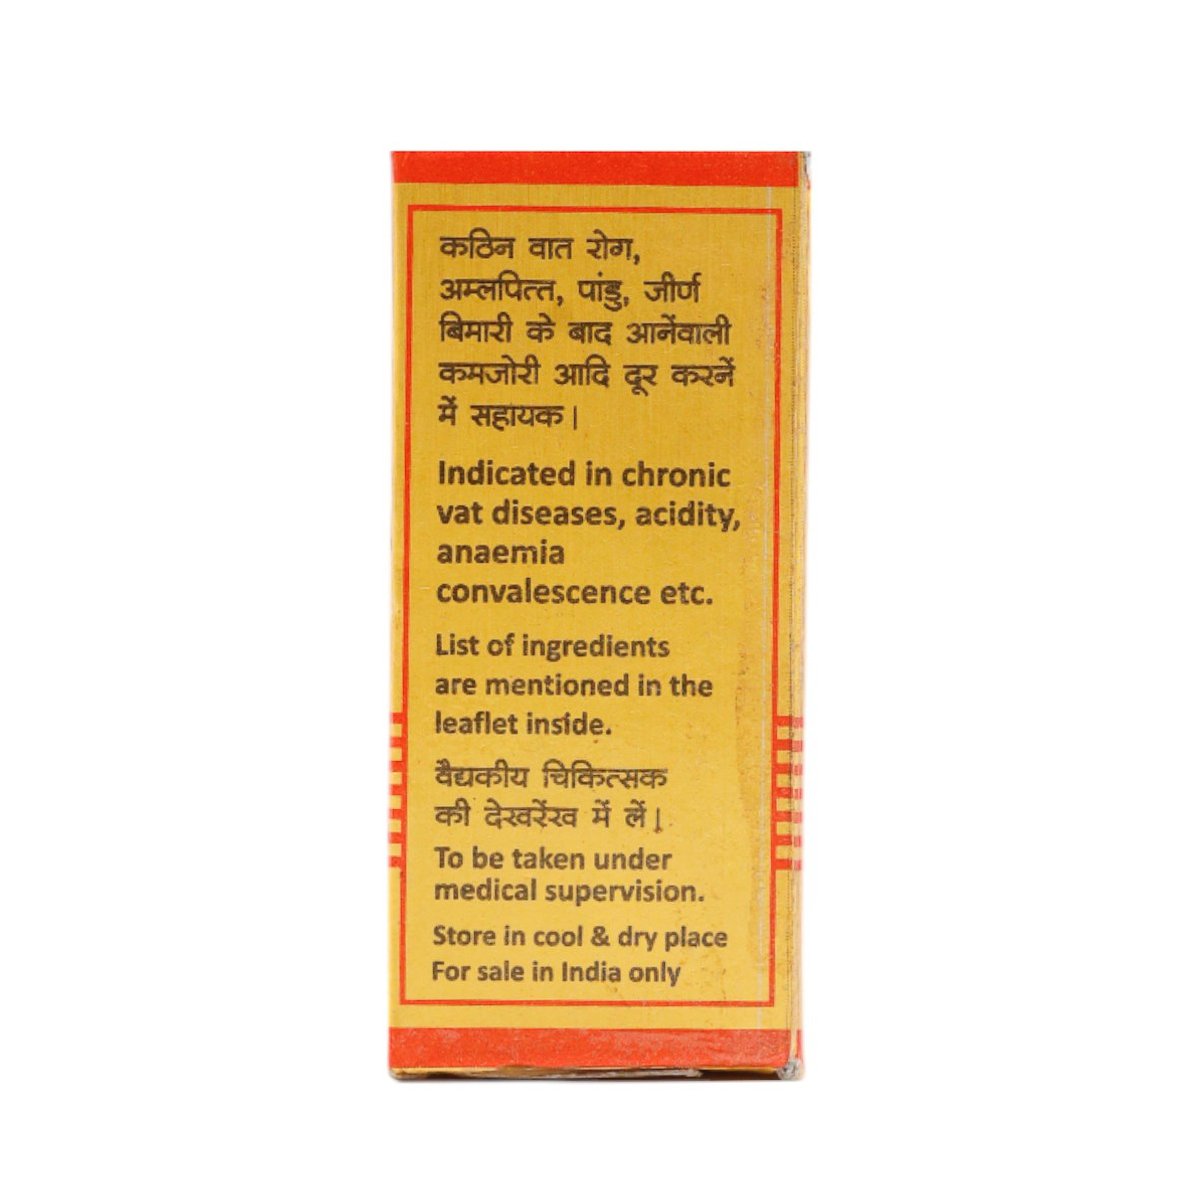 कठिन वात रोग,
अम्लपित्त, पांडु, जीर्ण
बिमारी के बाद आनेंवाली
कमजोरी आदि दूर करनें
में सहायक।
Indicated in chronic
vat diseases, acidity,
anaemia
convalescence etc.
List of ingredients
are mentioned in the
leaflet inside.
वैद्यकीय चिकित्सक
की देखरेंख में लें।
To be taken under
medical supervision.
Store in cool & dry place
For sale in India only